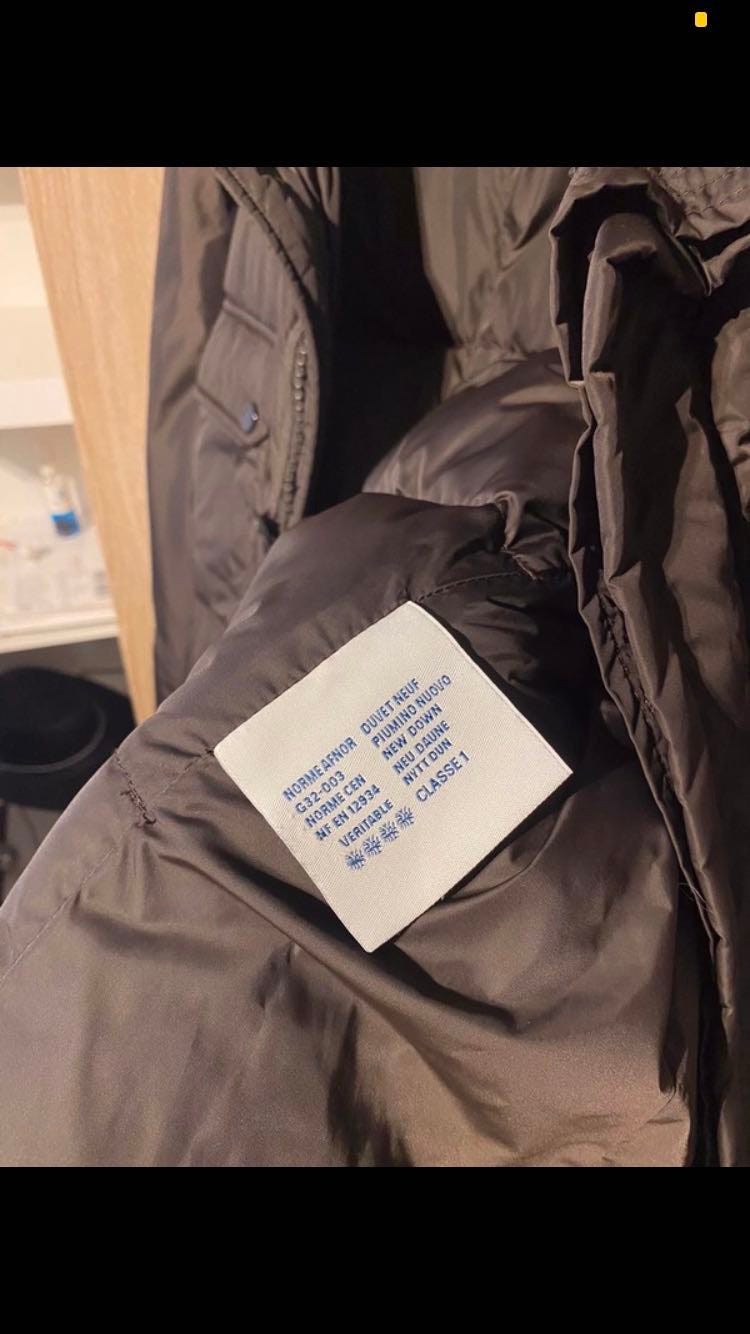 NORME AFNOR DUVET NEUF
G32-003 PIUMINO NUOVO
NORME CEN NEW DOWN
NF EN 12934 NEU DAUNE
VERITABLE NYTT DUN
CLASSE 1